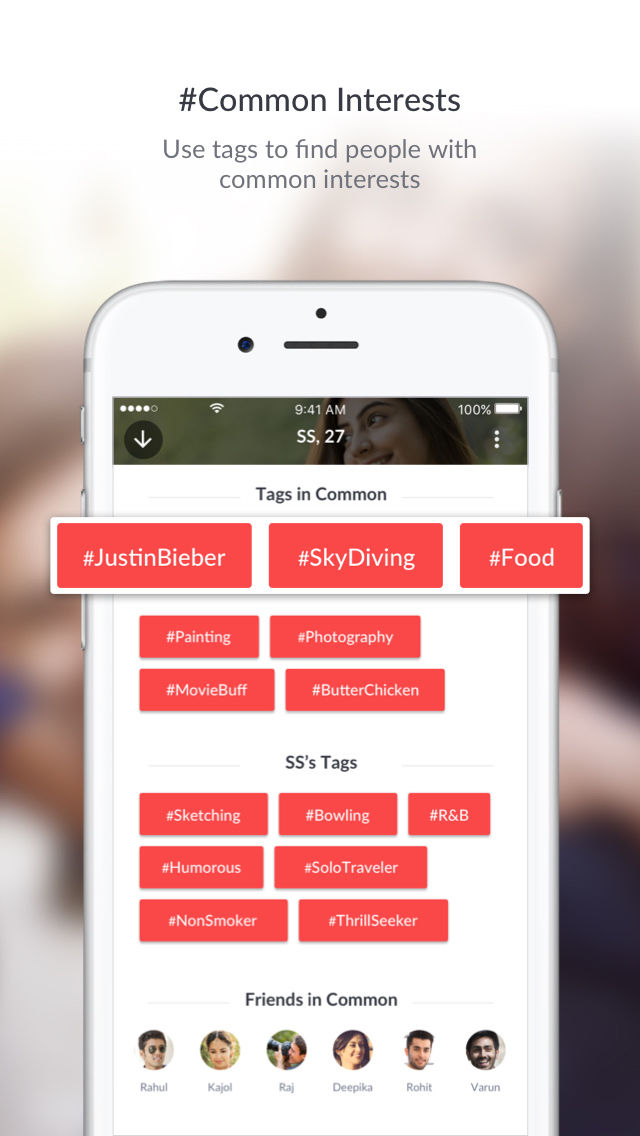 #Common Interests
Use tags to find people with
common interests
9:41 AM
100%
SS, 27
Tags in Common
#JustinBieber #SkyDiving #Food
#Painting #Photography
#MovieBuff #ButterChicken
SS's Tags
#Sketching #Bowling #R&B
#Humorous #SoloTraveler
#NonSmoker #ThrillSeeker
Friends in Common
Rahul Kajol Raj Deepika Rohit Varun